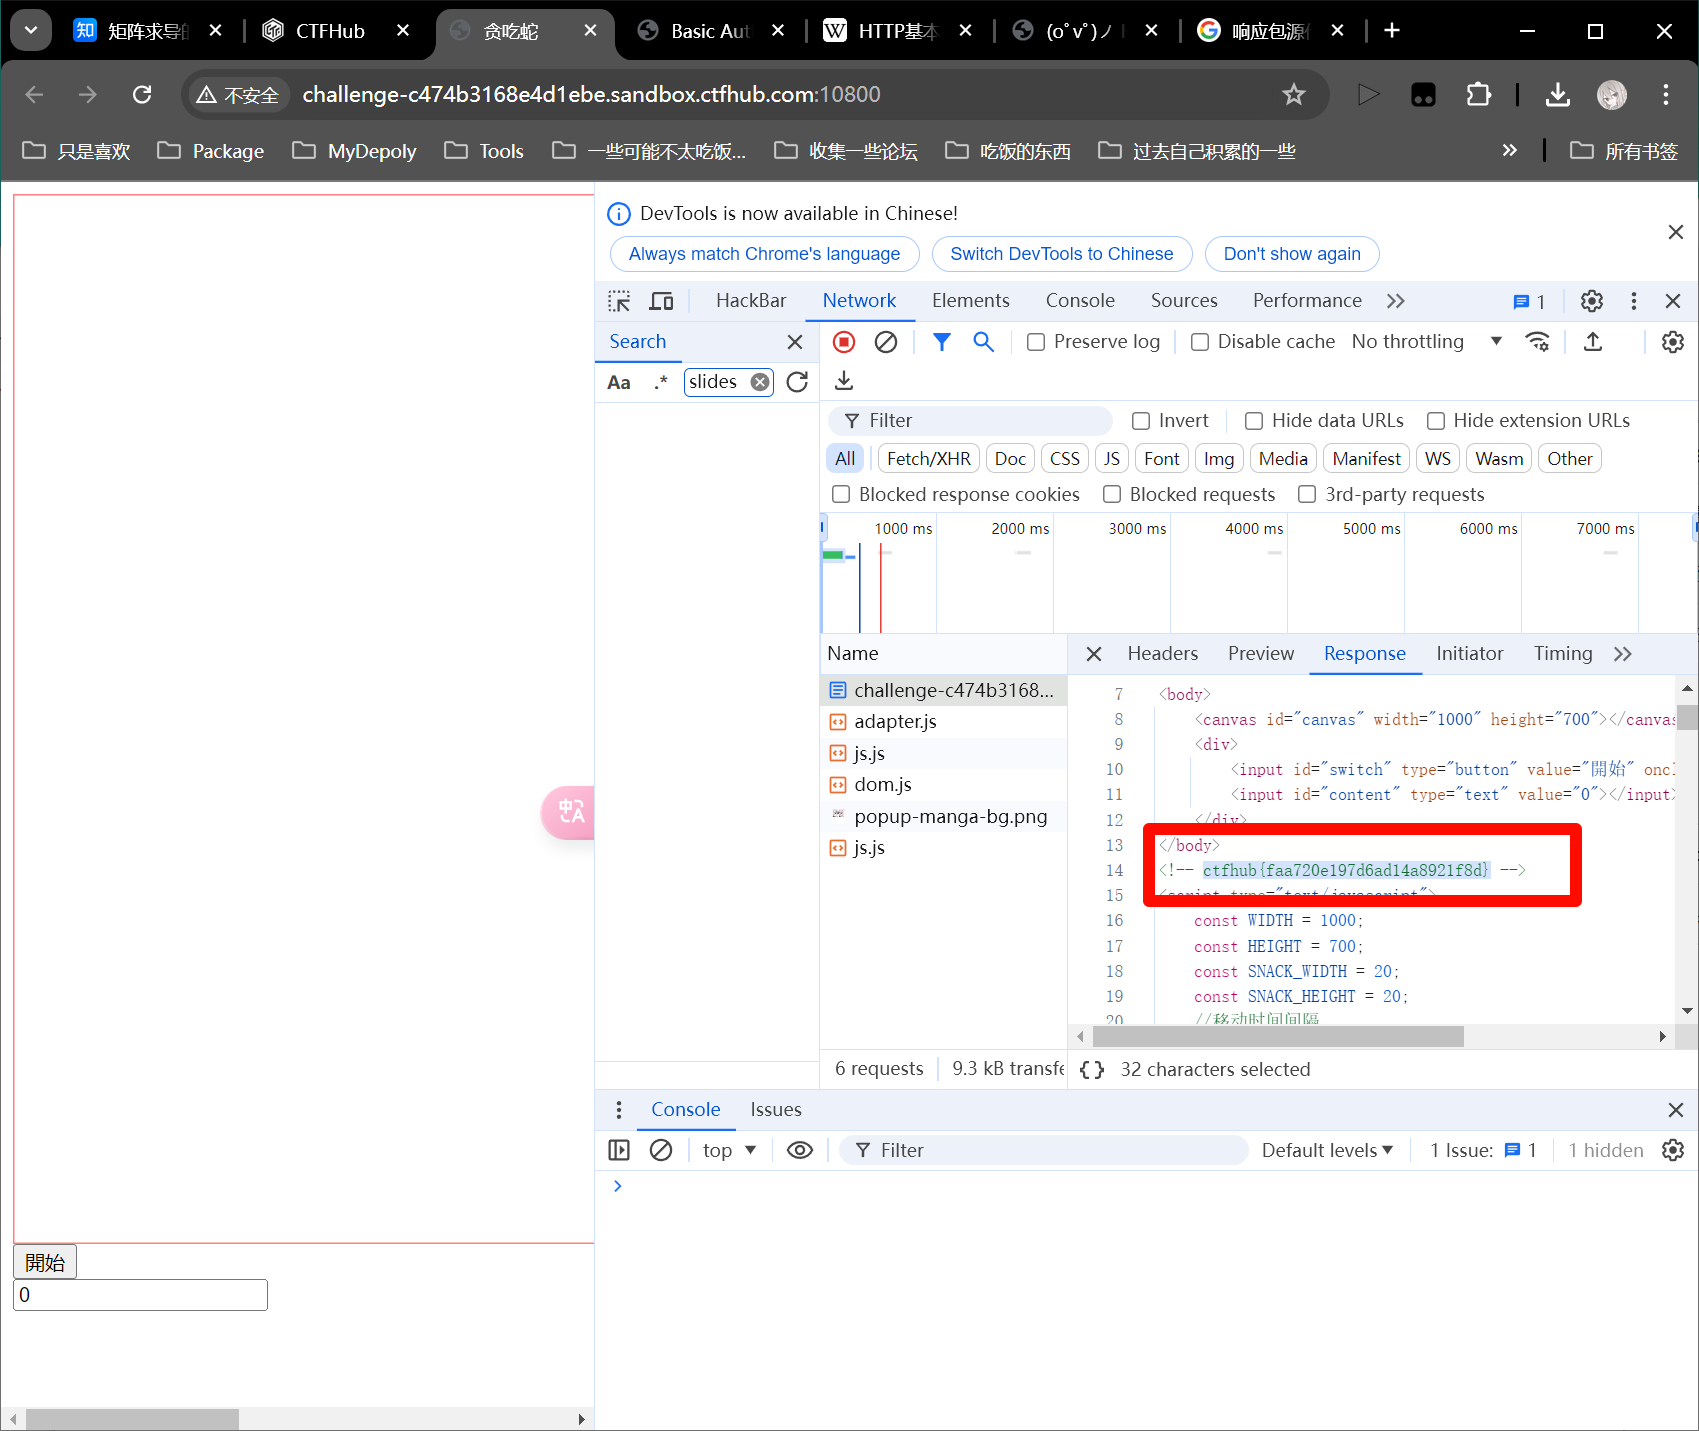 矩阵求导的
CTFHub
贪吃蛇
Basic Aut
HTTP基本
(o゚v゚)ノ H
响应包源代
不安全
challenge-c474b3168e4d1ebe.sandbox.ctfhub.com:10800
只是喜欢
Package
MyDepoly
Tools
一些可能不太吃饭...
收集一些论坛
吃饭的东西
过去自己积累的一些
所有书签
DevTools is now available in Chinese!
Always match Chrome's language
Switch DevTools to Chinese
Don't show again
HackBar
Network
Elements
Console
Sources
Performance
1
Search
Preserve log
Disable cache
No throttling
Aa
.*
slides
Filter
Invert
Hide data URLs
Hide extension URLs
All
Fetch/XHR
Doc
CSS
JS
Font
Img
Media
Manifest
WS
Wasm
Other
Blocked response cookies
Blocked requests
3rd-party requests
1000 ms
2000 ms
3000 ms
4000 ms
5000 ms
6000 ms
7000 ms
Name
challenge-c474b3168...
adapter.js
js.js
dom.js
popup-manga-bg.png
js.js
Headers
Preview
Response
Initiator
Timing
7 <body>
8 <canvas id="canvas" width="1000" height="700"></canvas
9 <div>
10 <input id="switch" type="button" value="開始" oncl
11 <input id="content" type="text" value="0"></input>
12 </div>
13 </body>
14 <!-- ctfhub{faa720e197d6ad14a8921f8d} -->
15 <script type="text/javascript">
16 const WIDTH = 1000;
17 const HEIGHT = 700;
18 const SNACK_WIDTH = 20;
19 const SNACK_HEIGHT = 20;
20 //移动时间间隔
6 requests
9.3 kB transfe
{ } 32 characters selected
Console
Issues
top
Filter
Default levels
1 Issue:
1
1 hidden
中
A
開始
0